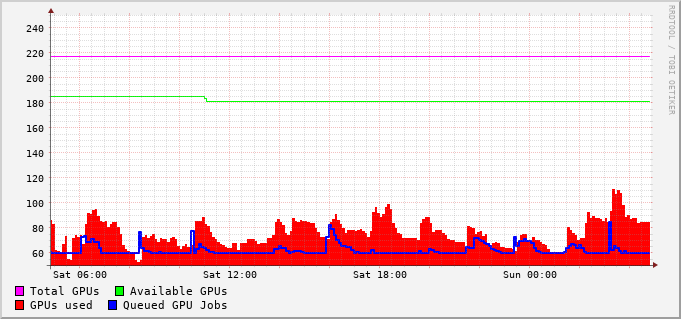 240
220
200
180
160
140
120
100
80
60
Sat 06:00 Sat 12:00 Sat 18:00 Sun 00:00
Total GPUs Available GPUs
GPUs used Queued GPU Jobs
RRDTOOL / TOBI OETIKER